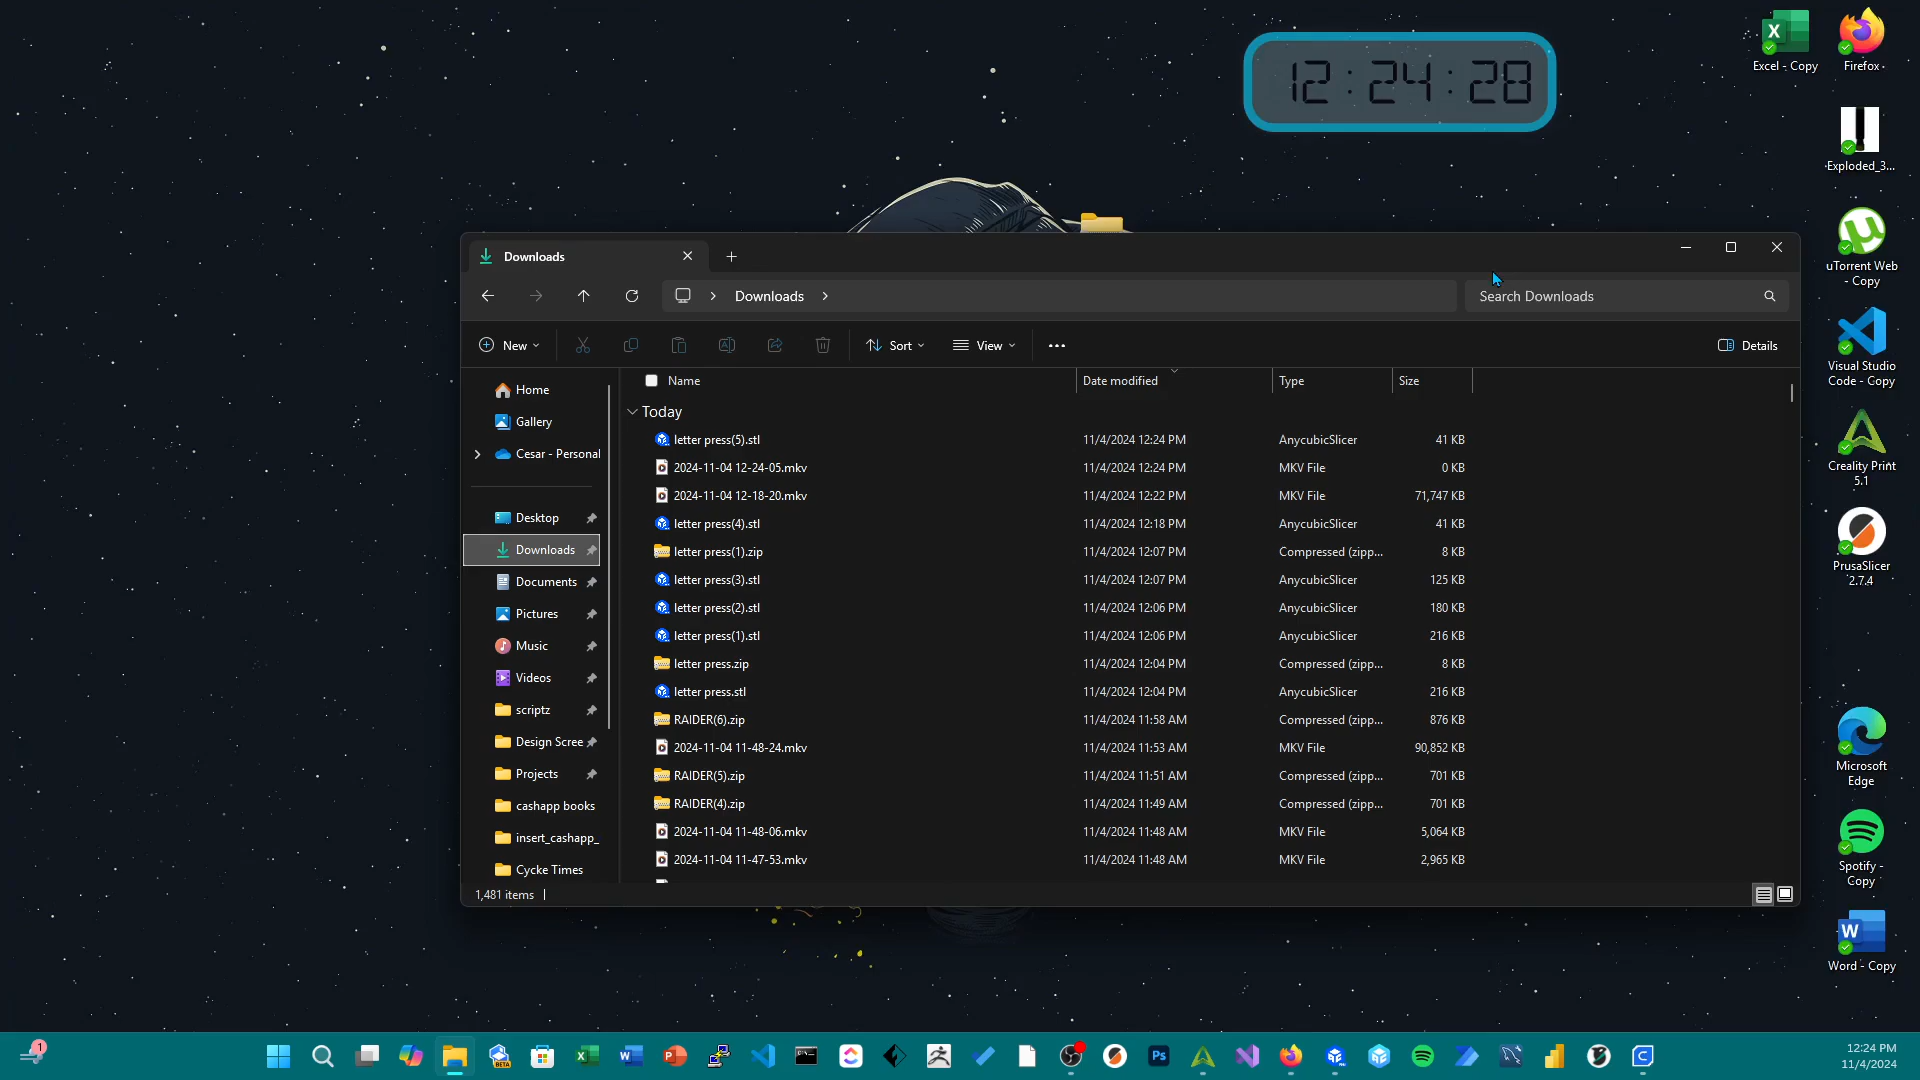 12:24:28
Excel - Copy
Firefox
Exploded_3...
uTorrent Web
- Copy
Visual Studio
Code - Copy
Creality Print
5.1
PrusaSlicer
2.7.4
Microsoft
Edge
Spotify -
Copy
Word - Copy
Downloads
Downloads
Search Downloads
New
Sort
View
Details
Home
Gallery
Cesar - Personal
Desktop
Downloads
Documents
Pictures
Music
Videos
scriptz
Design Scree
Projects
cashapp books
insert_cashapp_
Cycke Times
Name Date modified Type Size
Today
letter press(5).stl 11/4/2024 12:24 PM AnycubicSlicer 41 KB
2024-11-04 12-24-05.mkv 11/4/2024 12:24 PM MKV File 0 KB
2024-11-04 12-18-20.mkv 11/4/2024 12:22 PM MKV File 71,747 KB
letter press(4).stl 11/4/2024 12:18 PM AnycubicSlicer 41 KB
letter press(1).zip 11/4/2024 12:07 PM Compressed (zipp... 8 KB
letter press(3).stl 11/4/2024 12:07 PM AnycubicSlicer 125 KB
letter press(2).stl 11/4/2024 12:06 PM AnycubicSlicer 180 KB
letter press(1).stl 11/4/2024 12:06 PM AnycubicSlicer 216 KB
letter press.zip 11/4/2024 12:04 PM Compressed (zipp... 8 KB
letter press.stl 11/4/2024 12:04 PM AnycubicSlicer 216 KB
RAIDER(6).zip 11/4/2024 11:58 AM Compressed (zipp... 876 KB
2024-11-04 11-48-24.mkv 11/4/2024 11:53 AM MKV File 90,852 KB
RAIDER(5).zip 11/4/2024 11:51 AM Compressed (zipp... 701 KB
RAIDER(4).zip 11/4/2024 11:49 AM Compressed (zipp... 701 KB
2024-11-04 11-48-06.mkv 11/4/2024 11:48 AM MKV File 5,064 KB
2024-11-04 11-47-53.mkv 11/4/2024 11:48 AM MKV File 2,965 KB
1,481 items
1
BETA
Ps
12:24 PM
11/4/2024